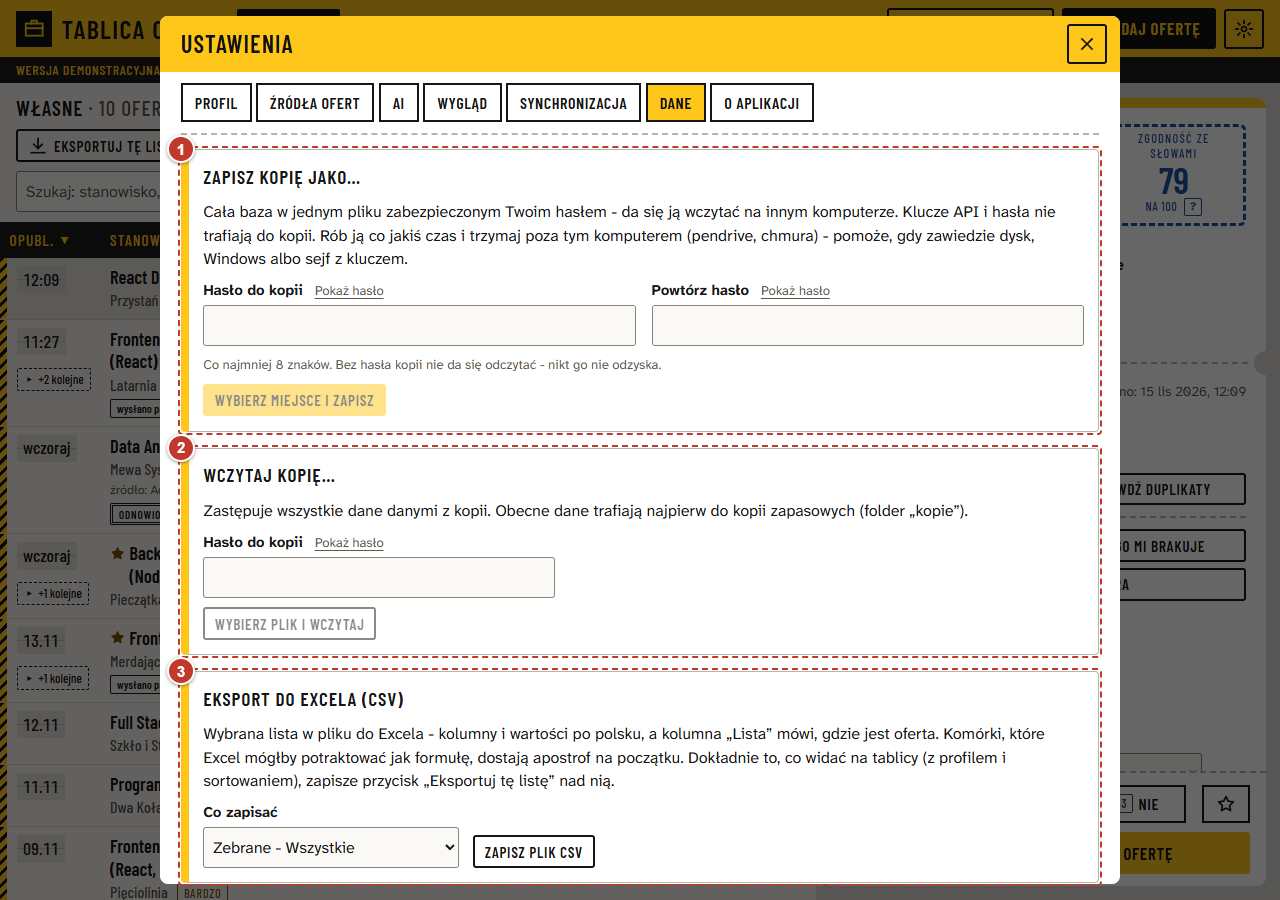 TABLICA
DAJ OFERTĘ
WERSJA DEMONSTRACYJNA
USTAWIENIA
PROFIL
ŹRÓDŁA OFERT
AI
WYGLĄD
SYNCHRONIZACJA
DANE
O APLIKACJI
WŁASNE · 10 OFER
EKSPORTUJ TĘ LIS
Szukaj: stanowisko,
OPUBL. ▼ STANOW
12:09 React D
Przystań
11:27 Fronten
(React)
+2 kolejne
Latarnia
wysłano p
wczoraj Data An
Mewa Sys
źródło: Ad
ODNOWIO
wczoraj Back
(Nod
+1 kolejne
Pieczątka
13.11 Front
Merdając
+1 kolejne
wysłano p
12.11 Full Stac
Szkło i St
11.11 Program
Dwa Koła
09.11 Fronten
(React,
Pięciolinia BARDZO
1
ZAPISZ KOPIĘ JAKO...
Cała baza w jednym pliku zabezpieczonym Twoim hasłem - da się ją wczytać na innym komputerze. Klucze API i hasła nie
trafiają do kopii. Rób ją co jakiś czas i trzymaj poza tym komputerem (pendrive, chmura) - pomoże, gdy zawiedzie dysk,
Windows albo sejf z kluczem.
Hasło do kopii Pokaż hasło
Powtórz hasło Pokaż hasło
Co najmniej 8 znaków. Bez hasła kopii nie da się odczytać - nikt go nie odzyska.
WYBIERZ MIEJSCE I ZAPISZ
2
WCZYTAJ KOPIĘ...
Zastępuje wszystkie dane danymi z kopii. Obecne dane trafiają najpierw do kopii zapasowych (folder „kopie”).
Hasło do kopii Pokaż hasło
WYBIERZ PLIK I WCZYTAJ
3
EKSPORT DO EXCELA (CSV)
Wybrana lista w pliku do Excela - kolumny i wartości po polsku, a kolumna „Lista” mówi, gdzie jest oferta. Komórki, które
Excel mógłby potraktować jak formułę, dostają apostrof na początku. Dokładnie to, co widać na tablicy (z profilem i
sortowaniem), zapisze przycisk „Eksportuj tę listę” nad nią.
Co zapisać
Zebrane - Wszystkie
ZAPISZ PLIK CSV
ZGODNOŚĆ ZE
SŁOWAMI
79
NA 100 ?
no: 15 lis 2026, 12:09
WDŹ DUPLIKATY
GO MI BRAKUJE
3 NIE
OFERTĘ